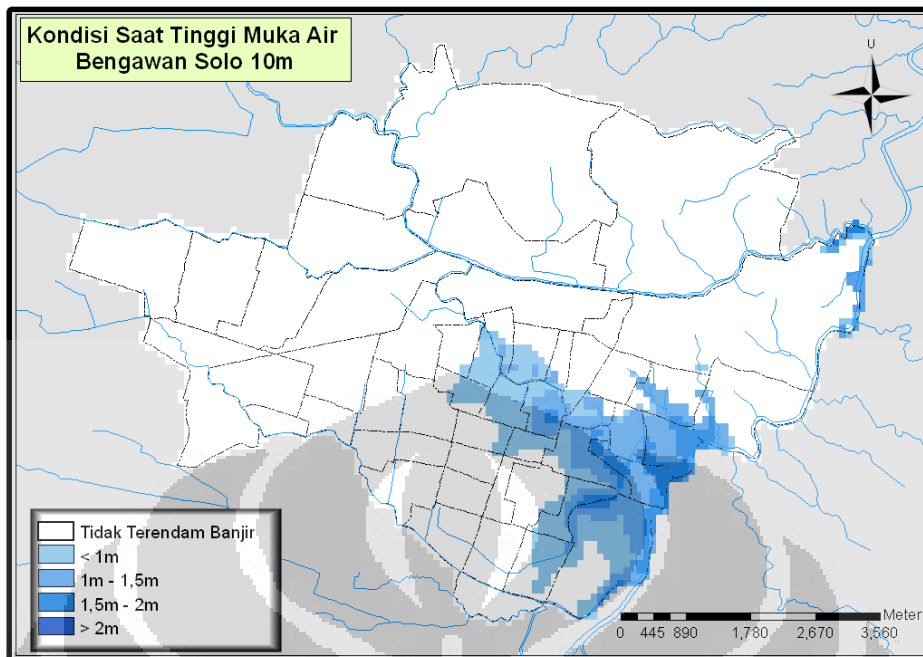 Kondisi Saat Tinggi Muka Air
Bengawan Solo 10m
U
Tidak Terendam Banjir
< 1m
1m - 1,5m
1,5m - 2m
> 2m
Meter
0 445 890 1,780 2,670 3,560